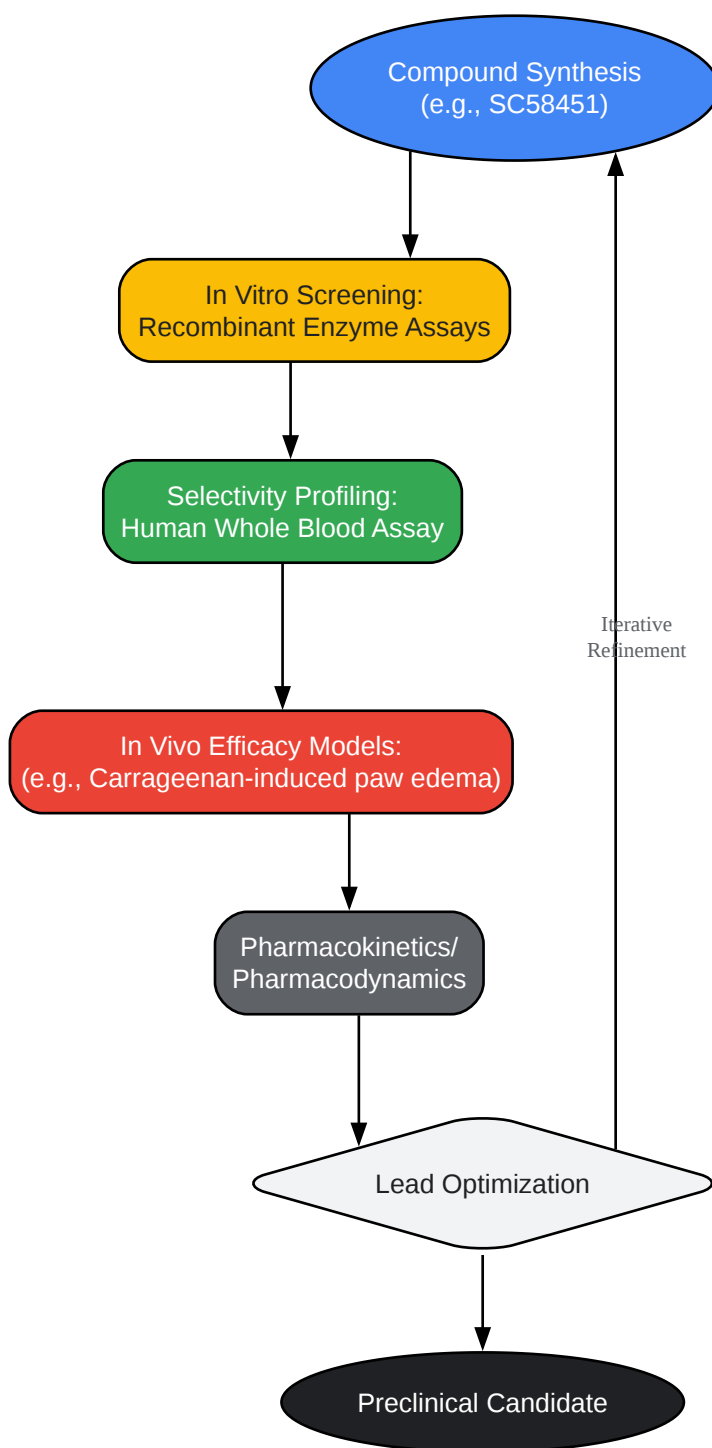 Compound Synthesis
(e.g., SC58451)
In Vitro Screening:
Recombinant Enzyme Assays
Selectivity Profiling:
Human Whole Blood Assay
Iterative
Refinement
In Vivo Efficacy Models:
(e.g., Carrageenan-induced paw edema)
Pharmacokinetics/
Pharmacodynamics
Lead Optimization
Preclinical Candidate